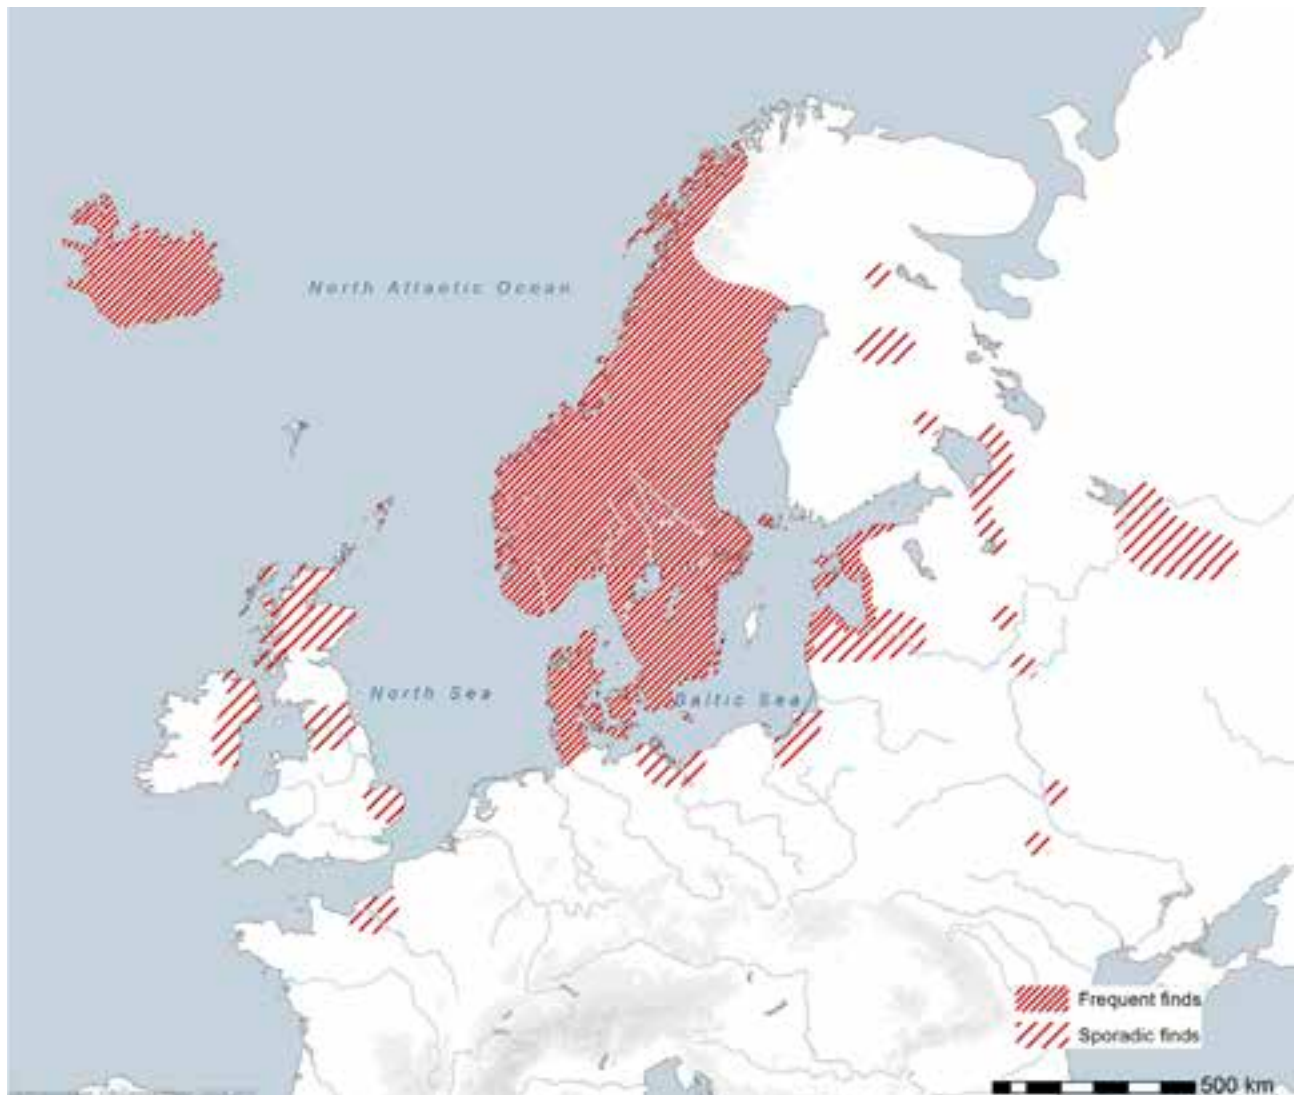 North Atlantic Ocean
North Sea
Baltic Sea
Frequent finds
Sporadic finds
500 km